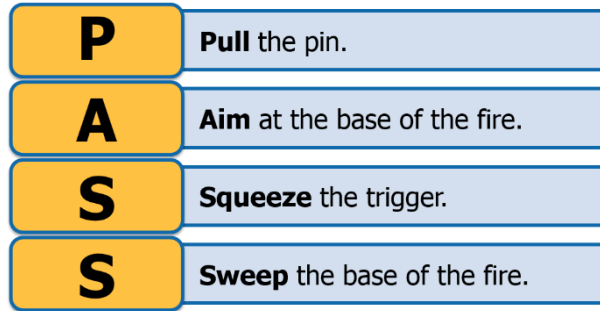 P Pull the pin.
A Aim at the base of the fire.
S Squeeze the trigger.
S Sweep the base of the fire.